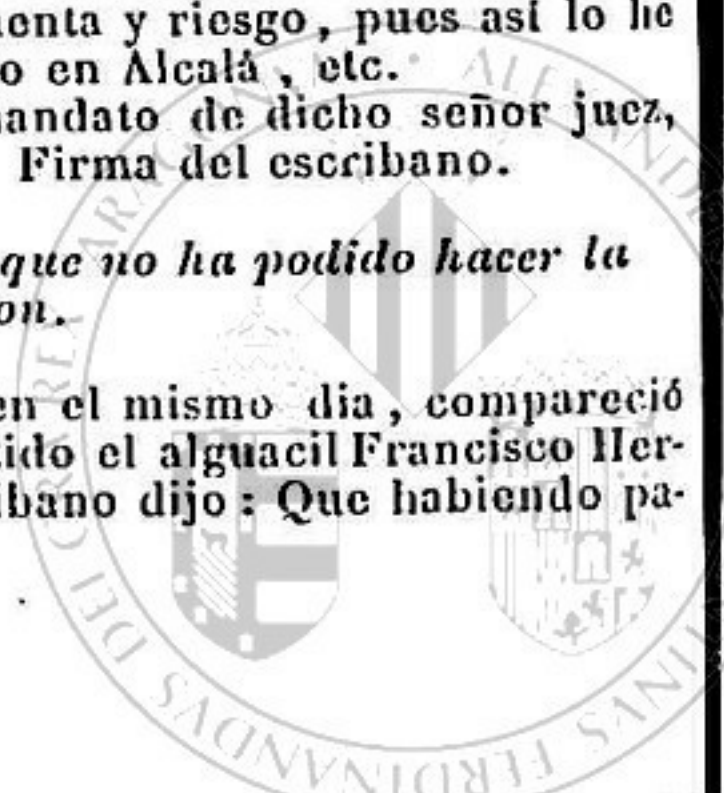 enta y riesgo, pues así lo he
o en Alcalá, etc.
andato de dicho señor juez,
Firma del escribano.
que no ha podido hacer la
on.
en el mismo dia, compareció
ido el alguacil Francisco Her-
ibano dijo: Que habiendo pa-